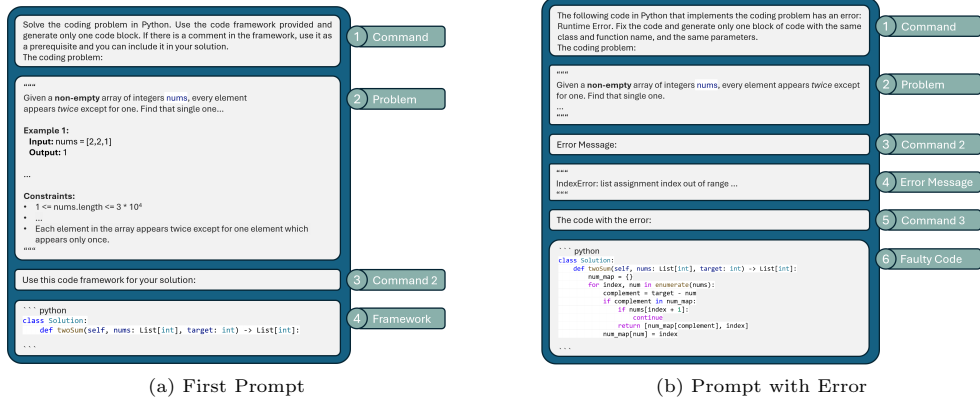 Solve the coding problem in Python. Use the code framework provided and
generate only one code block. If there is a comment in the framework, use it as
a prerequisite and you can include it in your solution.
The coding problem:
1 Command
"""
Given a non-empty array of integers nums, every element
appears twice except for one. Find that single one...
Example 1:
Input: nums = [2,2,1]
Output: 1
...
Constraints:
• 1 <= nums.length <= 3 * 10⁴
• ...
• Each element in the array appears twice except for one element which
appears only once.
"""
2 Problem
Use this code framework for your solution:
3 Command 2
``` python
class Solution:
    def twoSum(self, nums: List[int], target: int) -> List[int]:
```
4 Framework
(a) First Prompt
The following code in Python that implements the coding problem has an error:
Runtime Error. Fix the code and generate only one block of code with the same
class and function name, and the same parameters.
The coding problem:
1 Command
"""
Given a non-empty array of integers nums, every element appears twice except
for one. Find that single one.
...
"""
2 Problem
Error Message:
3 Command 2
"""
IndexError: list assignment index out of range ...
"""
4 Error Message
The code with the error:
5 Command 3
``` python
class Solution:
    def twoSum(self, nums: List[int], target: int) -> List[int]:
        num_map = {}
        for index, num in enumerate(nums):
            complement = target - num
            if complement in num_map:
                if nums[index + 1]:
                    continue
                return [num_map[complement], index]
            num_map[num] = index
```
6 Faulty Code
(b) Prompt with Error